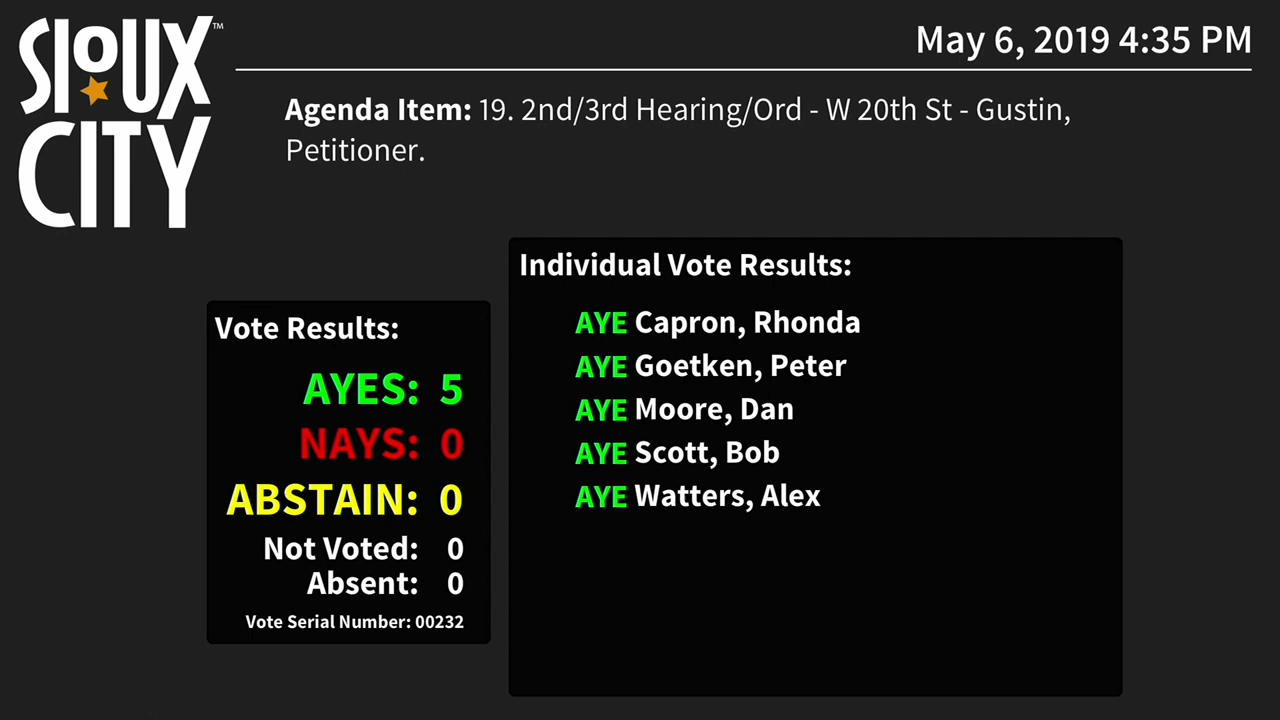 SIOUX™
CITY
May 6, 2019 4:35 PM
Agenda Item: 19. 2nd/3rd Hearing/Ord - W 20th St - Gustin,
Petitioner.
Vote Results:
AYES: 5
NAYS: 0
ABSTAIN: 0
Not Voted: 0
Absent: 0
Vote Serial Number: 00232
Individual Vote Results:
AYE Capron, Rhonda
AYE Goetken, Peter
AYE Moore, Dan
AYE Scott, Bob
AYE Watters, Alex